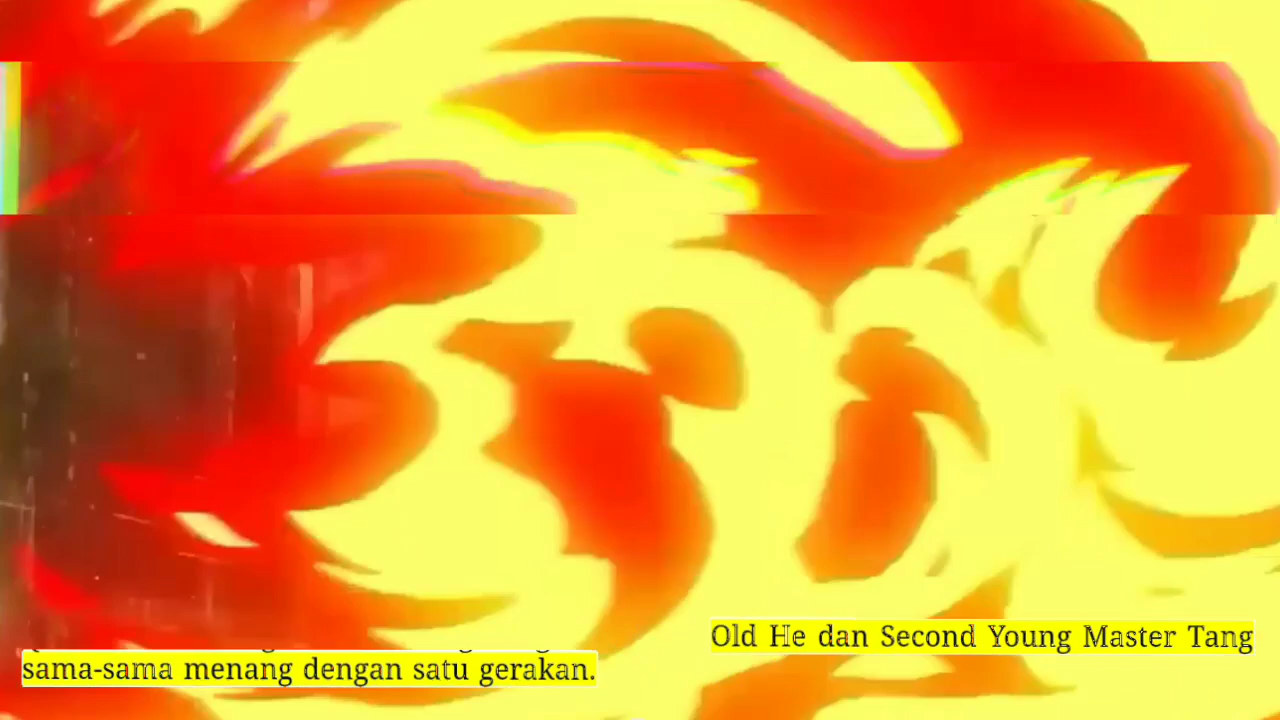 Old He dan Second Young Master Tang
sama-sama menang dengan satu gerakan.